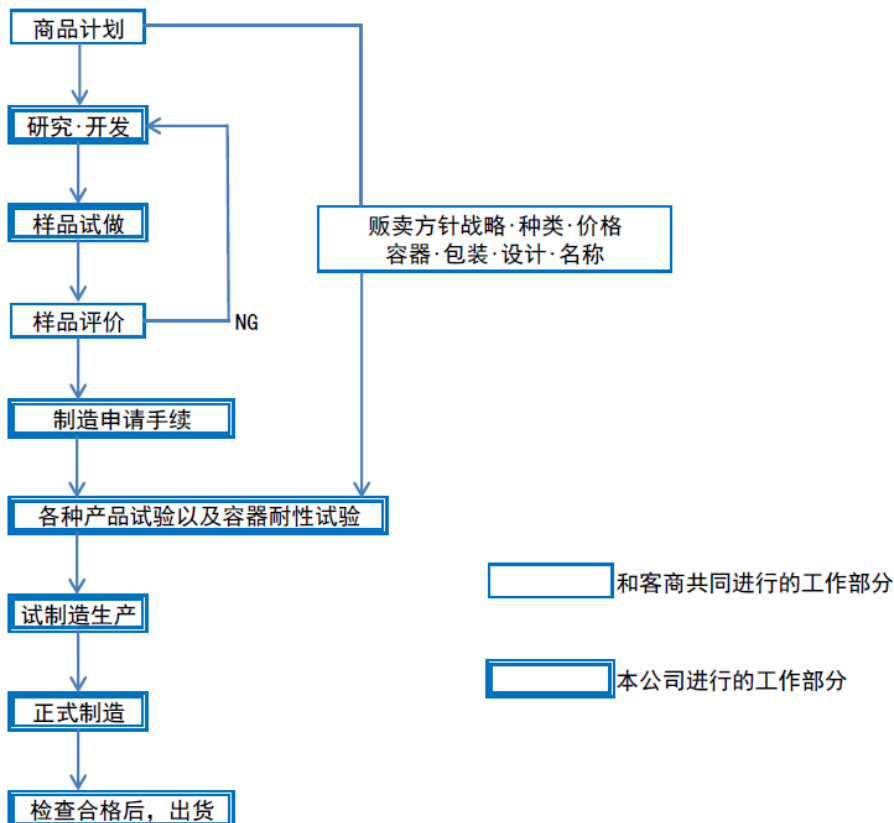 商品计划
研究·开发
样品试做
贩卖方针战略·种类·价格
容器·包装·设计·名称
样品评价
NG
制造申请手续
各种产品试验以及容器耐性试验
和客商共同进行的工作部分
试制造生产
本公司进行的工作部分
正式制造
检查合格后，出货